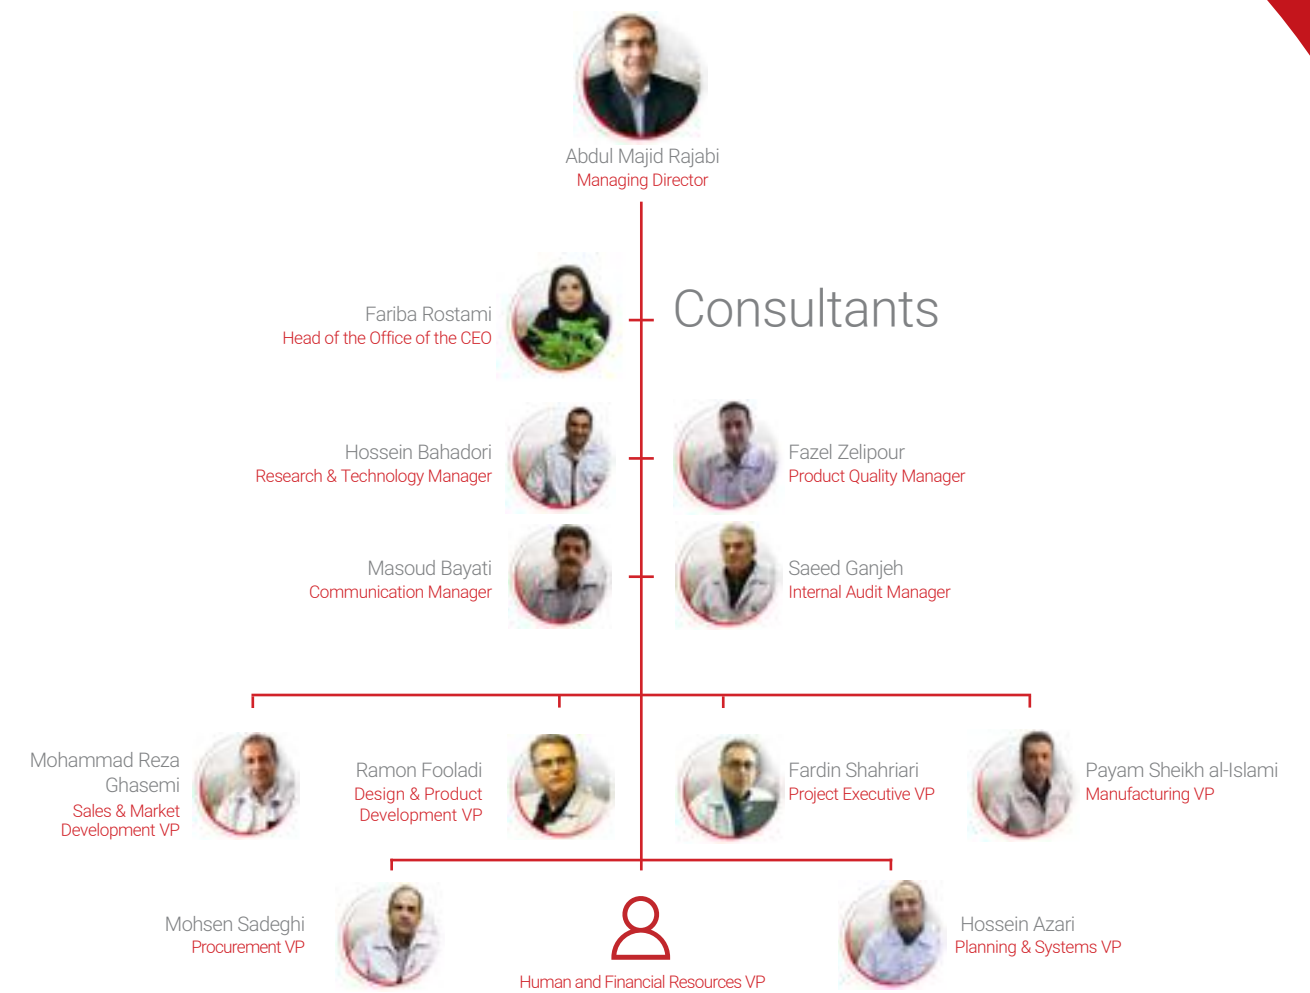 Abdul Majid Rajabi
Managing Director
Fariba Rostami
Head of the Office of the CEO
Consultants
Hossein Bahadori
Research & Technology Manager
Fazel Zelipour
Product Quality Manager
Masoud Bayati
Communication Manager
Saeed Ganjeh
Internal Audit Manager
Mohammad Reza
Ghasemi
Sales & Market
Development VP
Ramon Fooladi
Design & Product
Development VP
Fardin Shahriari
Project Executive VP
Payam Sheikh al-Islami
Manufacturing VP
Mohsen Sadeghi
Procurement VP
Human and Financial Resources VP
Hossein Azari
Planning & Systems VP